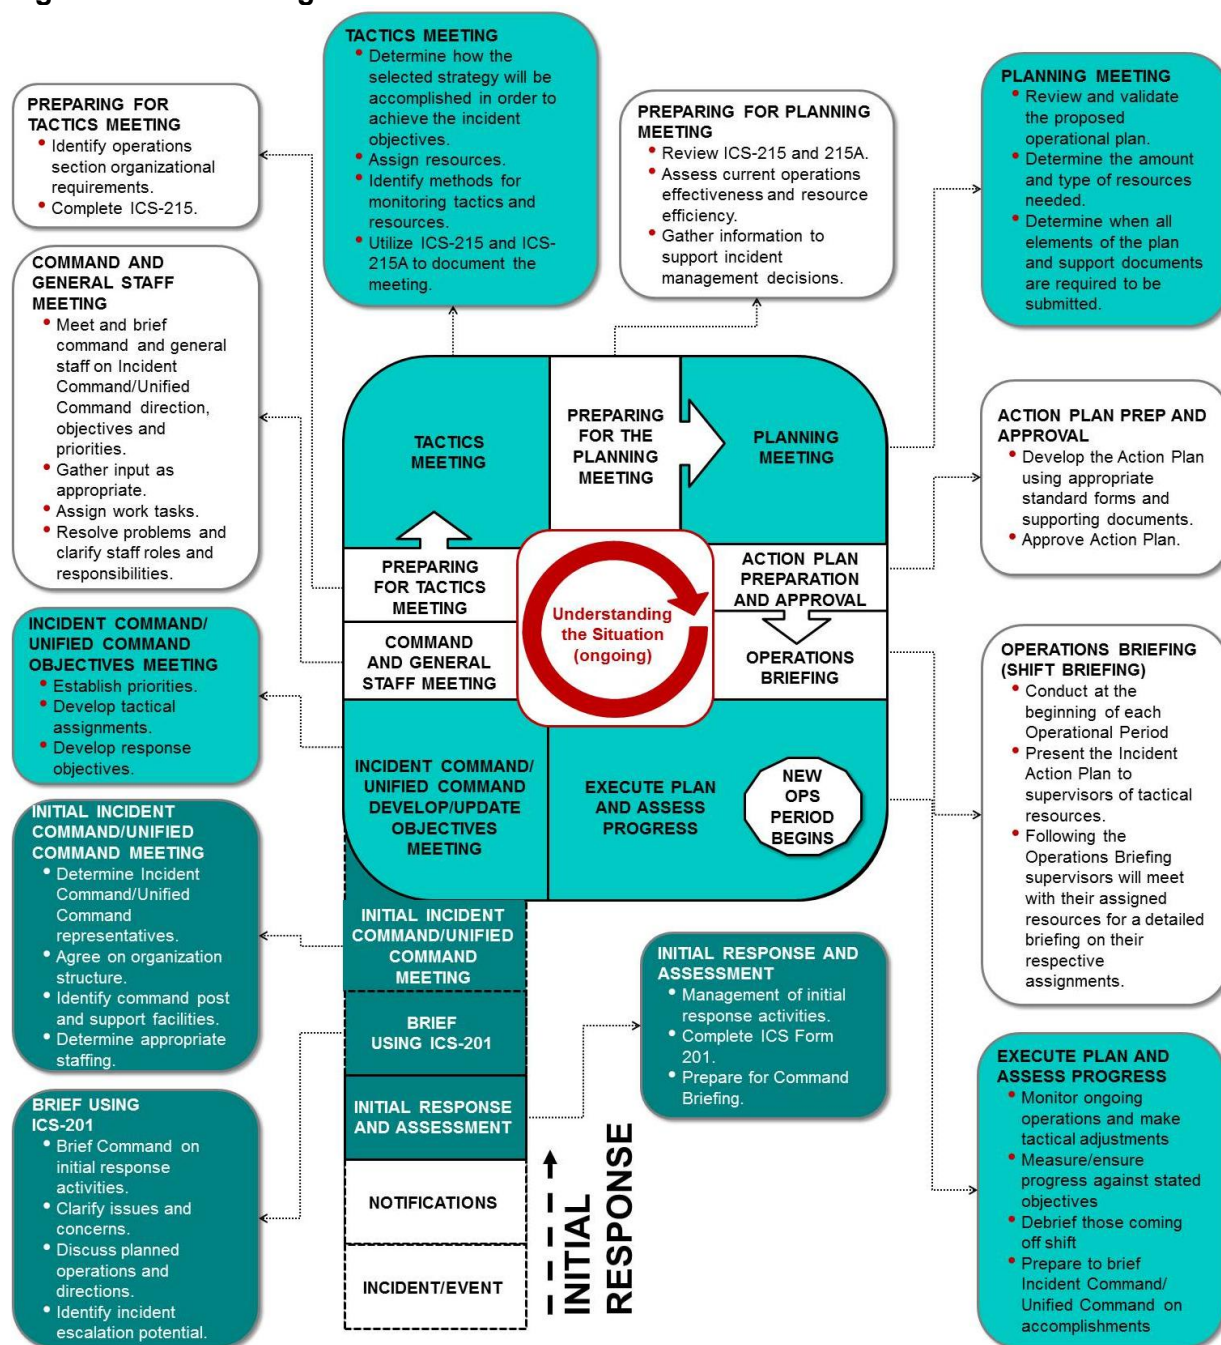 TACTICS MEETING
• Determine how the
selected strategy will be
accomplished in order to
achieve the incident
objectives.
• Assign resources.
• Identify methods for
monitoring tactics and
resources.
• Utilize ICS-215 and ICS-
215A to document the
meeting.
PREPARING FOR
TACTICS MEETING
• Identify operations
section organizational
requirements.
• Complete ICS-215.
PREPARING FOR PLANNING
MEETING
• Review ICS-215 and 215A.
• Assess current operations
effectiveness and resource
efficiency.
• Gather information to
support incident
management decisions.
PLANNING MEETING
• Review and validate
the proposed
operational plan.
• Determine the amount
and type of resources
needed.
• Determine when all
elements of the plan
and support documents
are required to be
submitted.
COMMAND AND
GENERAL STAFF
MEETING
• Meet and brief
command and general
staff on Incident
Command/Unified
Command direction,
objectives and
priorities.
• Gather input as
appropriate.
• Assign work tasks.
• Resolve problems and
clarify staff roles and
responsibilities.
TACTICS
MEETING
PREPARING
FOR THE
PLANNING
MEETING
PLANNING
MEETING
ACTION PLAN PREP AND
APPROVAL
• Develop the Action Plan
using appropriate
standard forms and
supporting documents.
• Approve Action Plan.
PREPARING
FOR TACTICS
MEETING
COMMAND
AND GENERAL
STAFF MEETING
Understanding
the Situation
(ongoing)
ACTION PLAN
PREPARATION
AND APPROVAL
OPERATIONS
BRIEFING
INCIDENT COMMAND/
UNIFIED COMMAND
OBJECTIVES MEETING
• Establish priorities.
• Develop tactical
assignments.
• Develop response
objectives.
OPERATIONS BRIEFING
(SHIFT BRIEFING)
• Conduct at the
beginning of each
Operational Period
• Present the Incident
Action Plan to
supervisors of tactical
resources.
• Following the
Operations Briefing
supervisors will meet
with their assigned
resources for a detailed
briefing on their
respective
assignments.
INCIDENT COMMAND/
UNIFIED COMMAND
DEVELOP/UPDATE
OBJECTIVES
MEETING
EXECUTE PLAN
AND ASSESS
PROGRESS
NEW
OPS
PERIOD
BEGINS
INITIAL INCIDENT
COMMAND/UNIFIED
COMMAND MEETING
• Determine Incident
Command/Unified
Command
representatives.
• Agree on organization
structure.
• Identify command post
and support facilities.
• Determine appropriate
staffing.
INITIAL INCIDENT
COMMAND/UNIFIED
COMMAND
MEETING
BRIEF
USING ICS-201
INITIAL RESPONSE
AND ASSESSMENT
NOTIFICATIONS
INCIDENT/EVENT
INITIAL
RESPONSE
INITIAL RESPONSE AND
ASSESSMENT
• Management of initial
response activities.
• Complete ICS Form
201.
• Prepare for Command
Briefing.
BRIEF USING
ICS-201
• Brief Command on
initial response
activities.
• Clarify issues and
concerns.
• Discuss planned
operations and
directions.
• Identify incident
escalation potential.
EXECUTE PLAN AND
ASSESS PROGRESS
• Monitor ongoing
operations and make
tactical adjustments
• Measure/ensure
progress against stated
objectives
• Debrief those coming
off shift
• Prepare to brief
Incident Command/
Unified Command on
accomplishments